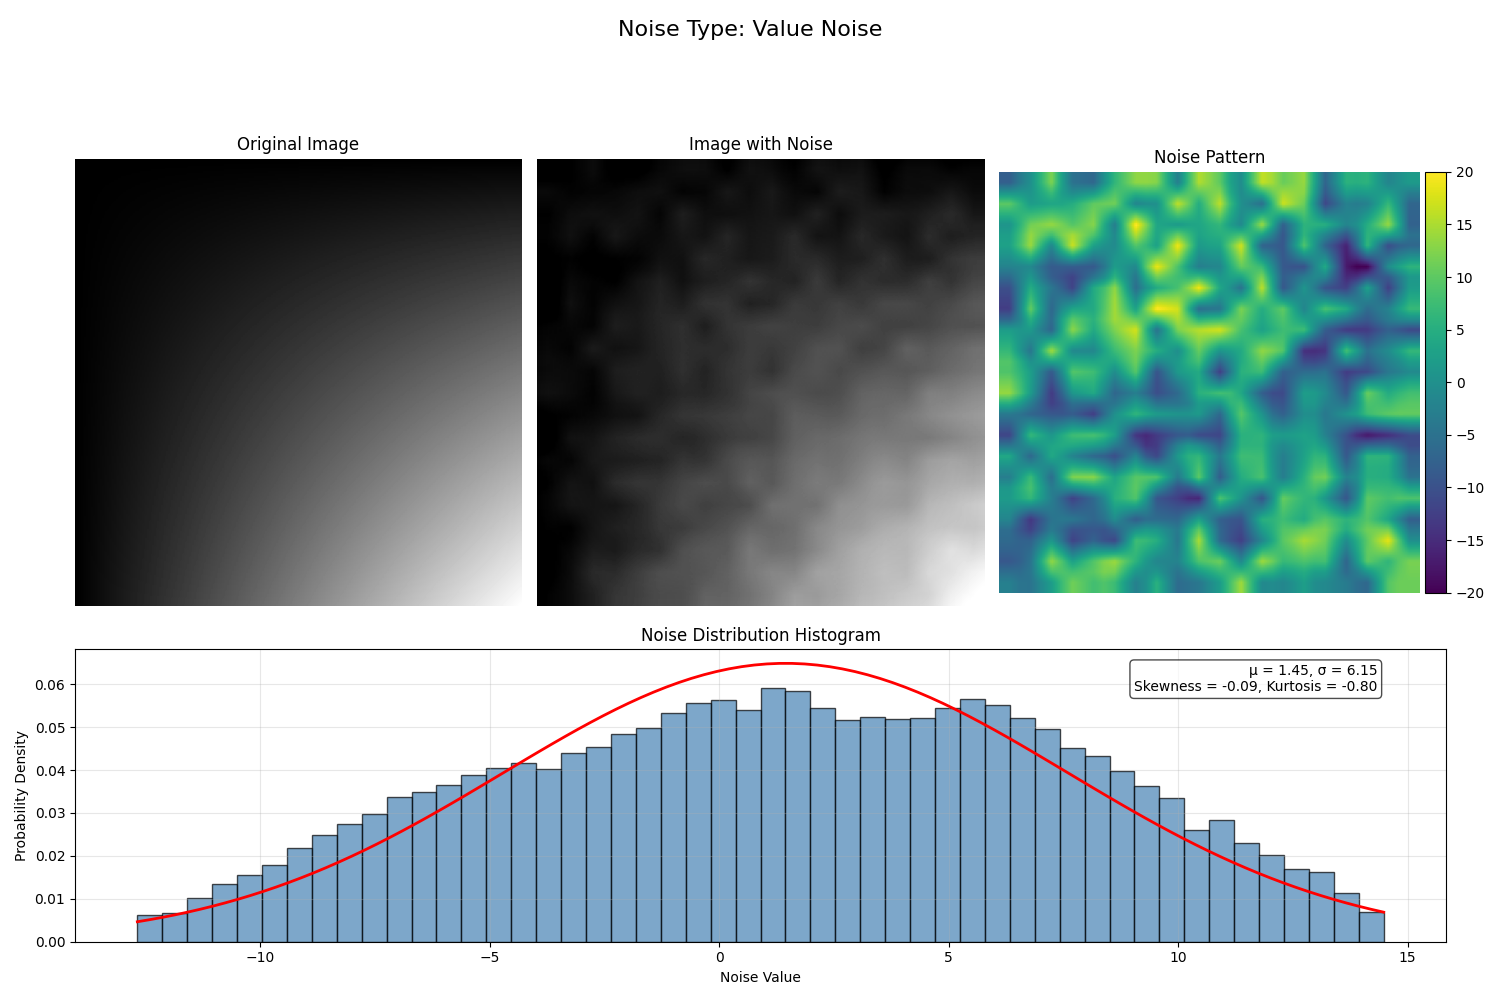 Noise Type: Value Noise
Original Image
Image with Noise
Noise Pattern
20
15
10
5
0
−5
−10
−15
−20
Noise Distribution Histogram
μ = 1.45, σ = 6.15
Skewness = -0.09, Kurtosis = -0.80
Probability Density
0.06
0.05
0.04
0.03
0.02
0.01
0.00
−10
−5
0
5
10
15
Noise Value